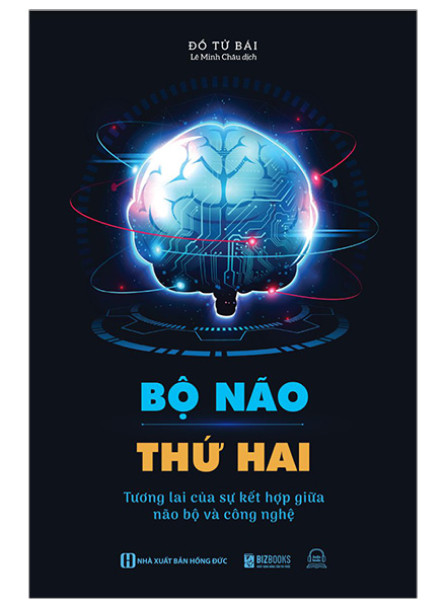 ĐỖ TỬ BÁI
Lê Minh Châu dịch
BỘ NÃO
THỨ HAI
Tương lai của sự kết hợp giữa
não bộ và công nghệ
NHÀ XUẤT BẢN HỒNG ĐỨC
BIZBOOKS